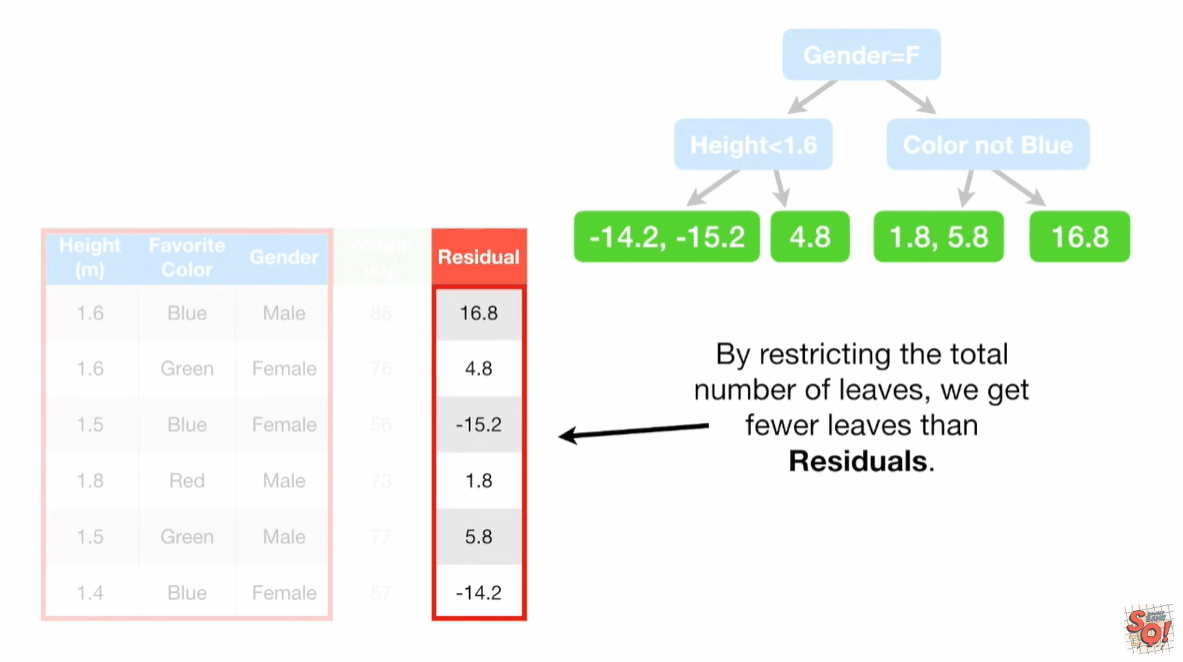 Gender=F
Height<1.6
Color not Blue
-14.2, -15.2
4.8
1.8, 5.8
16.8
Height (m) Favorite Color Gender Weight (kg) Residual
1.6 Blue Male 88 16.8
1.6 Green Female 76 4.8
1.5 Blue Female 56 -15.2
1.8 Red Male 73 1.8
1.5 Green Male 77 5.8
1.4 Blue Female 57 -14.2
By restricting the total
number of leaves, we get
fewer leaves than
Residuals.
SQ!